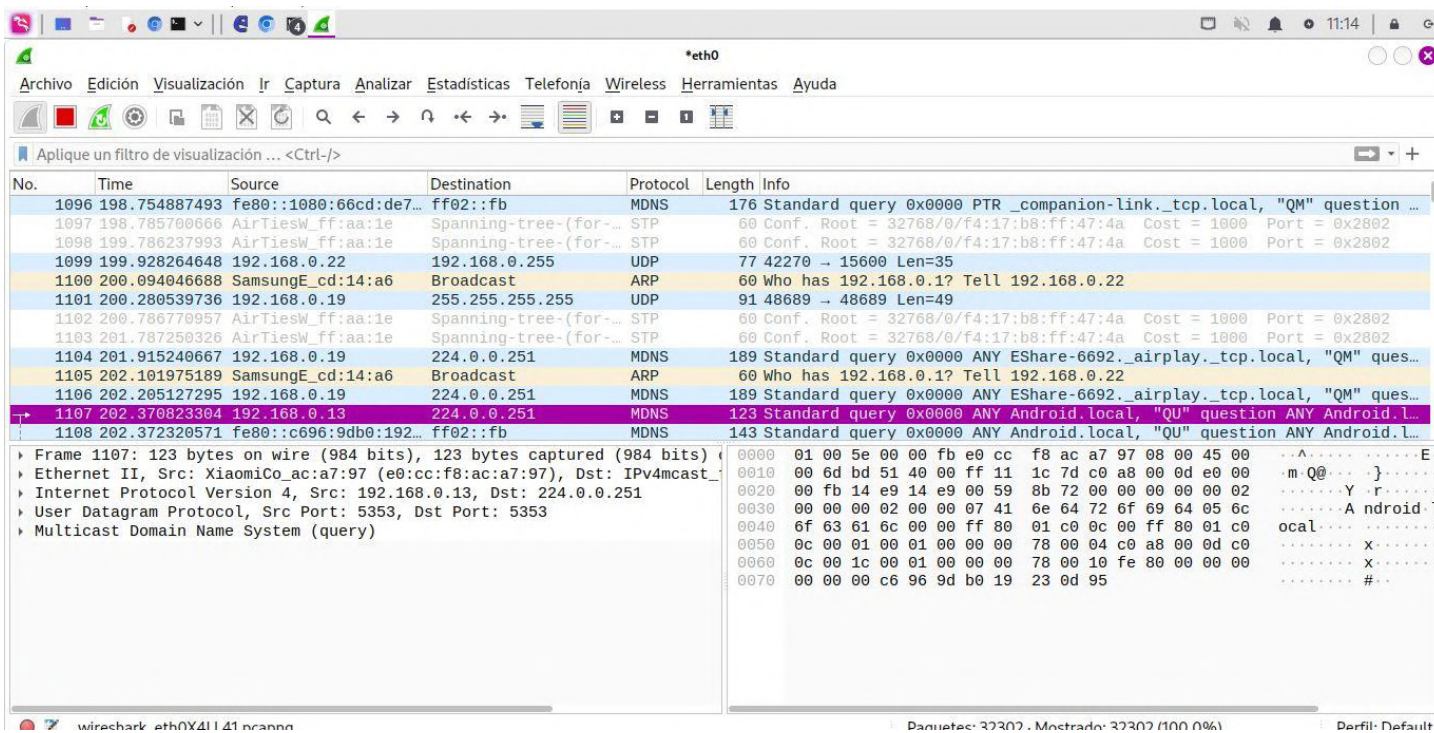 11:14
*eth0
Archivo Edición Visualización Ir Captura Analizar Estadísticas Telefonía Wireless Herramientas Ayuda
Aplique un filtro de visualización … <Ctrl-/>
No. Time Source Destination Protocol Length Info
1096 198.754887493 fe80::1080:66cd:de7… ff02::fb MDNS 176 Standard query 0x0000 PTR _companion-link._tcp.local, "QM" question …
1097 198.785700666 AirTiesW_ff:aa:1e Spanning-tree-(for-… STP 60 Conf. Root = 32768/0/f4:17:b8:ff:47:4a Cost = 1000 Port = 0x2802
1098 199.786237993 AirTiesW_ff:aa:1e Spanning-tree-(for-… STP 60 Conf. Root = 32768/0/f4:17:b8:ff:47:4a Cost = 1000 Port = 0x2802
1099 199.928264648 192.168.0.22 192.168.0.255 UDP 77 42270 → 15600 Len=35
1100 200.094046688 SamsungE_cd:14:a6 Broadcast ARP 60 Who has 192.168.0.1? Tell 192.168.0.22
1101 200.280539736 192.168.0.19 255.255.255.255 UDP 91 48689 → 48689 Len=49
1102 200.786770957 AirTiesW_ff:aa:1e Spanning-tree-(for-… STP 60 Conf. Root = 32768/0/f4:17:b8:ff:47:4a Cost = 1000 Port = 0x2802
1103 201.787250326 AirTiesW_ff:aa:1e Spanning-tree-(for-… STP 60 Conf. Root = 32768/0/f4:17:b8:ff:47:4a Cost = 1000 Port = 0x2802
1104 201.915240667 192.168.0.19 224.0.0.251 MDNS 189 Standard query 0x0000 ANY EShare-6692._airplay._tcp.local, "QM" ques…
1105 202.101975189 SamsungE_cd:14:a6 Broadcast ARP 60 Who has 192.168.0.1? Tell 192.168.0.22
1106 202.205127295 192.168.0.19 224.0.0.251 MDNS 189 Standard query 0x0000 ANY EShare-6692._airplay._tcp.local, "QM" ques…
1107 202.370823304 192.168.0.13 224.0.0.251 MDNS 123 Standard query 0x0000 ANY Android.local, "QU" question ANY Android.l…
1108 202.372320571 fe80::c696:9db0:192… ff02::fb MDNS 143 Standard query 0x0000 ANY Android.local, "QU" question ANY Android.l…
Frame 1107: 123 bytes on wire (984 bits), 123 bytes captured (984 bits)
Ethernet II, Src: XiaomiCo_ac:a7:97 (e0:cc:f8:ac:a7:97), Dst: IPv4mcast_
Internet Protocol Version 4, Src: 192.168.0.13, Dst: 224.0.0.251
User Datagram Protocol, Src Port: 5353, Dst Port: 5353
Multicast Domain Name System (query)
0000 01 00 5e 00 00 fb e0 cc f8 ac a7 97 08 00 45 00 ··^····· ······E
0010 00 6d bd 51 40 00 ff 11 1c 7d c0 a8 00 0d e0 00 ·m·Q@··· ·}·····
0020 00 fb 14 e9 14 e9 00 59 8b 72 00 00 00 00 00 02 ·······Y ·r·····
0030 00 00 00 02 00 00 07 41 6e 64 72 6f 69 64 05 6c ·······A ndroid·l
0040 6f 63 61 6c 00 00 ff 80 01 c0 0c 00 ff 80 01 c0 ocal···· ·······
0050 0c 00 01 00 01 00 00 00 78 00 04 c0 a8 00 0d c0 ········ x······
0060 0c 00 1c 00 01 00 00 00 78 00 10 fe 80 00 00 00 ········ x······
0070 00 00 00 c6 96 9d b0 19 23 0d 95 ········ #··
Paquetes: 32302 · Mostrado: 32302 (100.0%) Perfil: Default